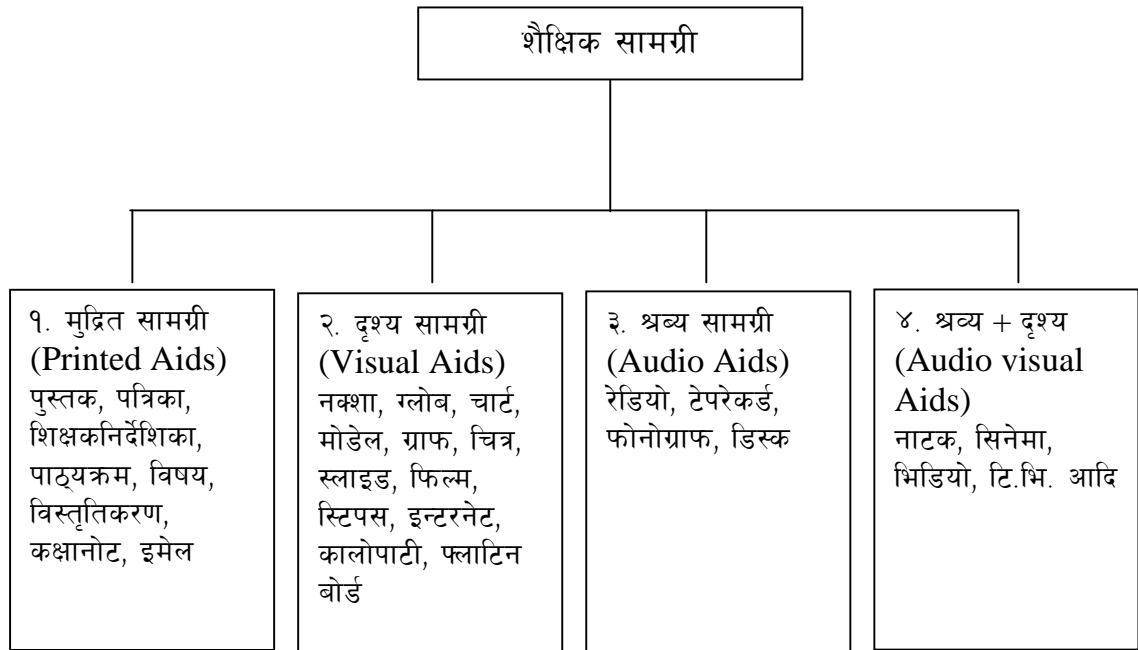 शैक्षिक सामग्री
१. मुद्रित सामग्री
(Printed Aids)
पुस्तक, पत्रिका,
शिक्षकनिर्देशिका,
पाठ्यक्रम, विषय,
विस्तृतिकरण,
कक्षानोट, इमेल
२. दृश्य सामग्री
(Visual Aids)
नक्शा, ग्लोब, चार्ट,
मोडेल, ग्राफ, चित्र,
स्लाइड, फिल्म,
स्टिपस, इन्टरनेट,
कालोपाटी, फ्लाटिन
बोर्ड
३. श्रब्य सामग्री
(Audio Aids)
रेडियो, टेपरेकर्ड,
फोनोग्राफ, डिस्क
४. श्रव्य + दृश्य
(Audio visual
Aids)
नाटक, सिनेमा,
भिडियो, टि.भि. आदि